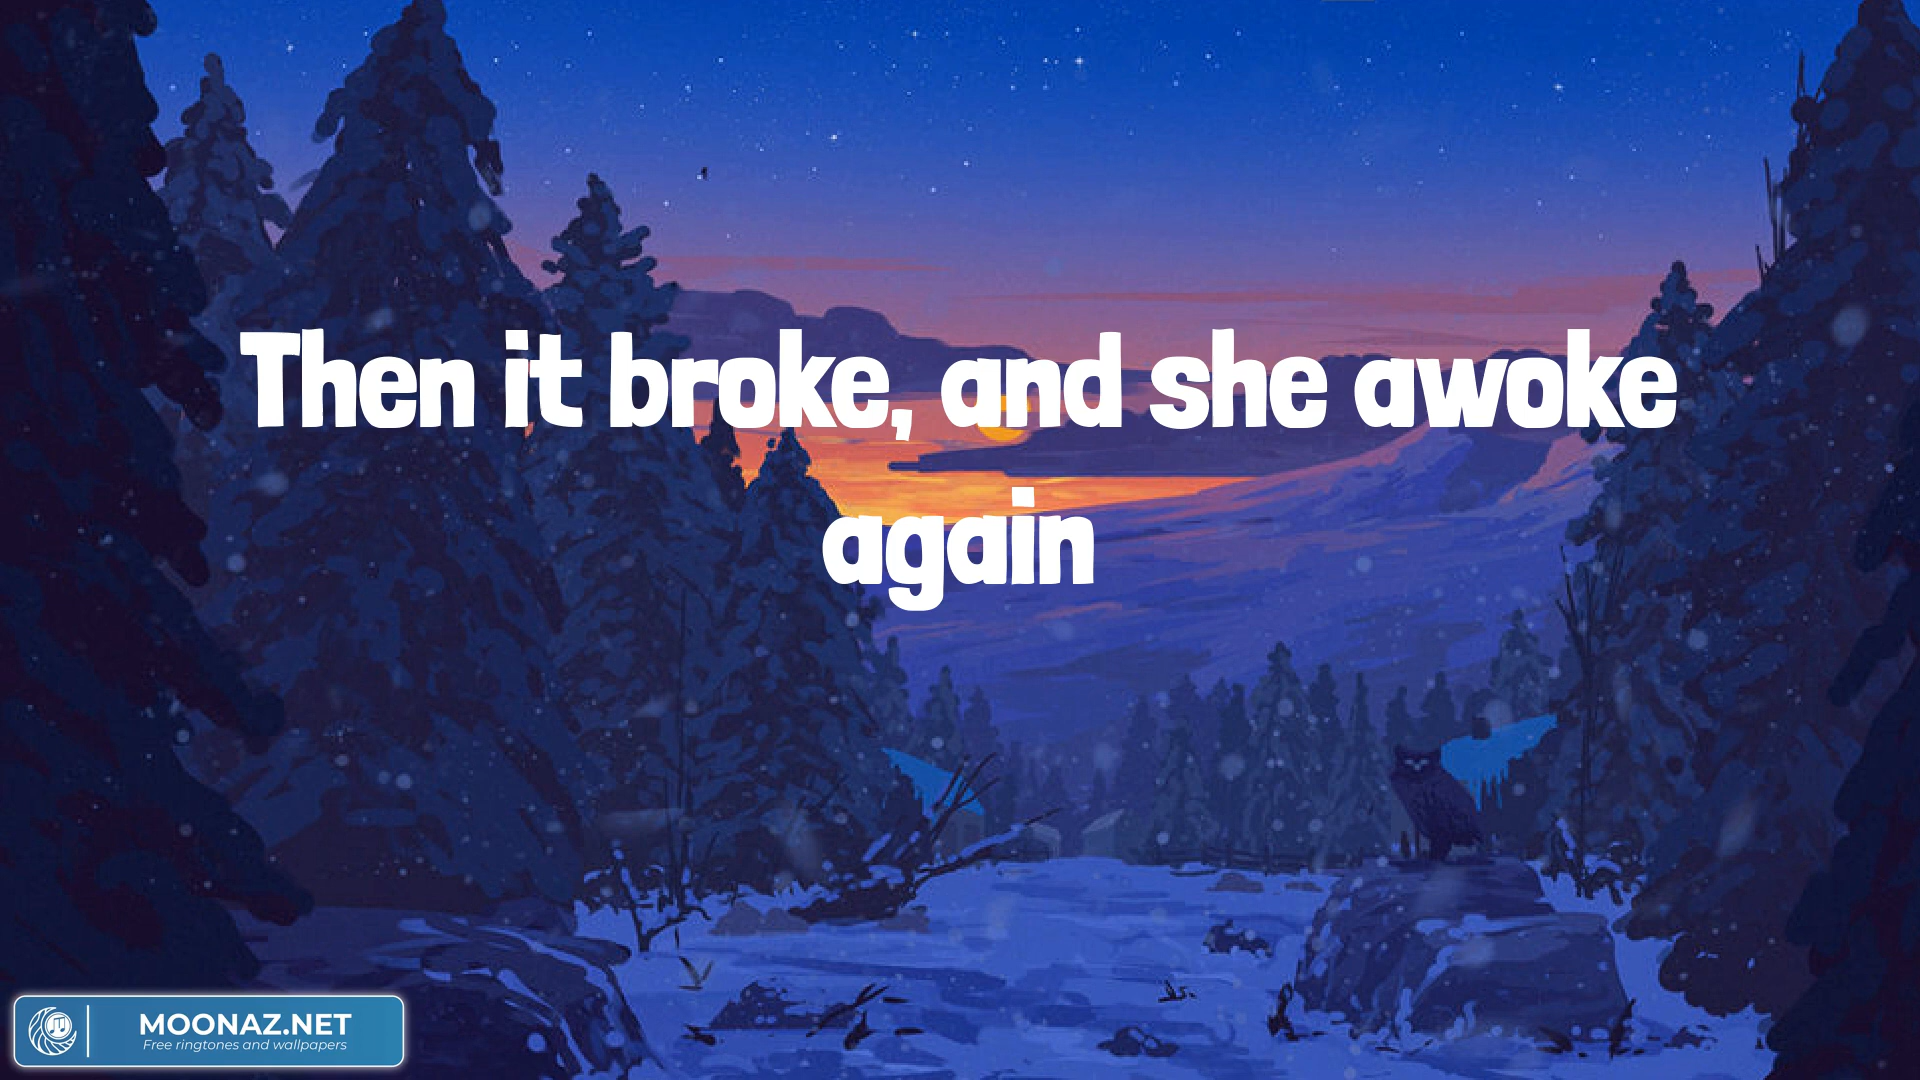 Then it broke, and she awoke
again
MOONAZ.NET
Free ringtones and wallpapers